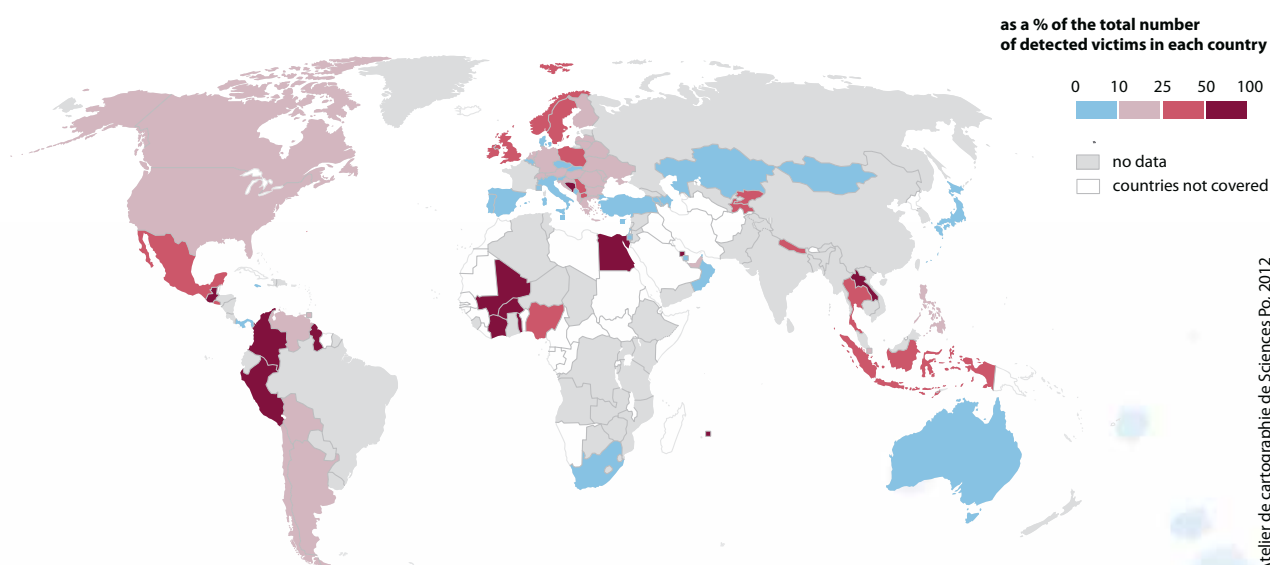 as a % of the total number
of detected victims in each country
0 10 25 50 100
no data
countries not covered
Atelier de cartographie de Sciences Po, 2012